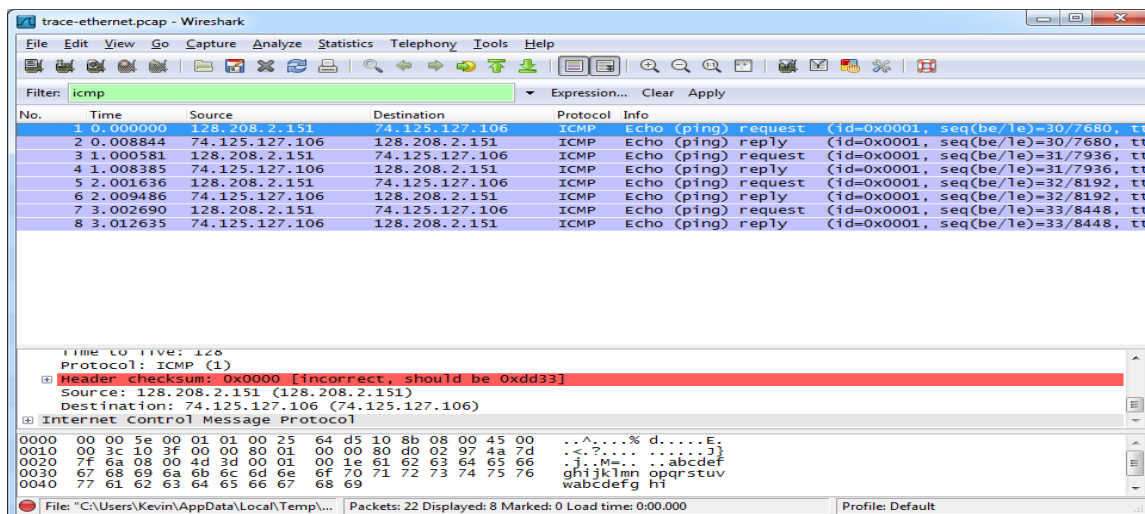 trace-ethernet.pcap - Wireshark
File Edit View Go Capture Analyze Statistics Telephony Tools Help
Filter: icmp Expression... Clear Apply
No. Time Source Destination Protocol Info
1 0.000000 128.208.2.151 74.125.127.106 ICMP Echo (ping) request (id=0x0001, seq(be/le)=30/7680, tt
2 0.008844 74.125.127.106 128.208.2.151 ICMP Echo (ping) reply (id=0x0001, seq(be/le)=30/7680, tt
3 1.000581 128.208.2.151 74.125.127.106 ICMP Echo (ping) request (id=0x0001, seq(be/le)=31/7936, tt
4 1.008385 74.125.127.106 128.208.2.151 ICMP Echo (ping) reply (id=0x0001, seq(be/le)=31/7936, tt
5 2.001636 128.208.2.151 74.125.127.106 ICMP Echo (ping) request (id=0x0001, seq(be/le)=32/8192, tt
6 2.009486 74.125.127.106 128.208.2.151 ICMP Echo (ping) reply (id=0x0001, seq(be/le)=32/8192, tt
7 3.002690 128.208.2.151 74.125.127.106 ICMP Echo (ping) request (id=0x0001, seq(be/le)=33/8448, tt
8 3.012635 74.125.127.106 128.208.2.151 ICMP Echo (ping) reply (id=0x0001, seq(be/le)=33/8448, tt
Time to live: 128
Protocol: ICMP (1)
Header checksum: 0x0000 [incorrect, should be 0xdd33]
Source: 128.208.2.151 (128.208.2.151)
Destination: 74.125.127.106 (74.125.127.106)
Internet Control Message Protocol
0000 00 00 5e 00 01 01 00 25 64 d5 10 8b 08 00 45 00 ..^....% d.....E.
0010 00 3c 10 3f 00 00 80 01 00 00 80 d0 02 97 4a 7d .<.?.... ......J}
0020 7f 6a 08 00 4d 3d 00 01 00 1e 61 62 63 64 65 66 .j..M=.. ..abcdef
0030 67 68 69 6a 6b 6c 6d 6e 6f 70 71 72 73 74 75 76 ghijklmn opqrstuv
0040 77 61 62 63 64 65 66 67 68 69 wabcdefg hi
File: "C:\Users\Kevin\AppData\Local\Temp\... Packets: 22 Displayed: 8 Marked: 0 Load time: 0:00.000 Profile: Default